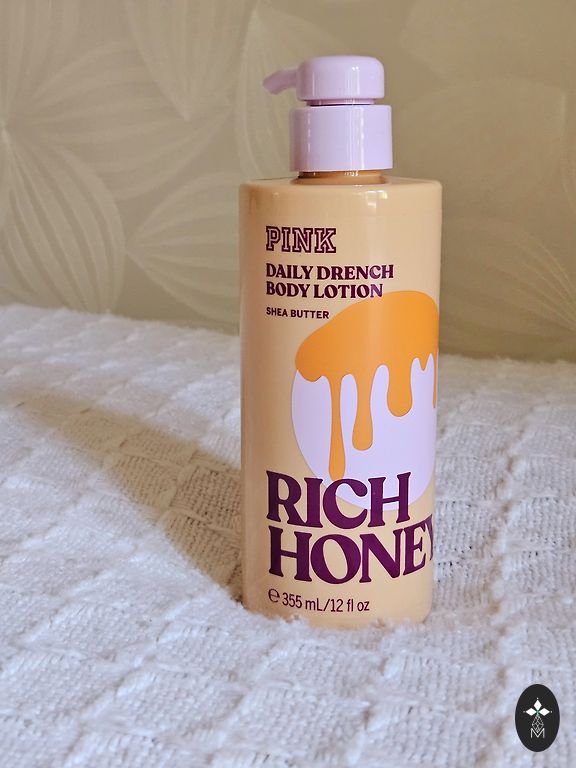 PINK
DAILY DRENCH
BODY LOTION
SHEA BUTTER
RICH
HONEY
℮ 355 mL/12 fl oz
M